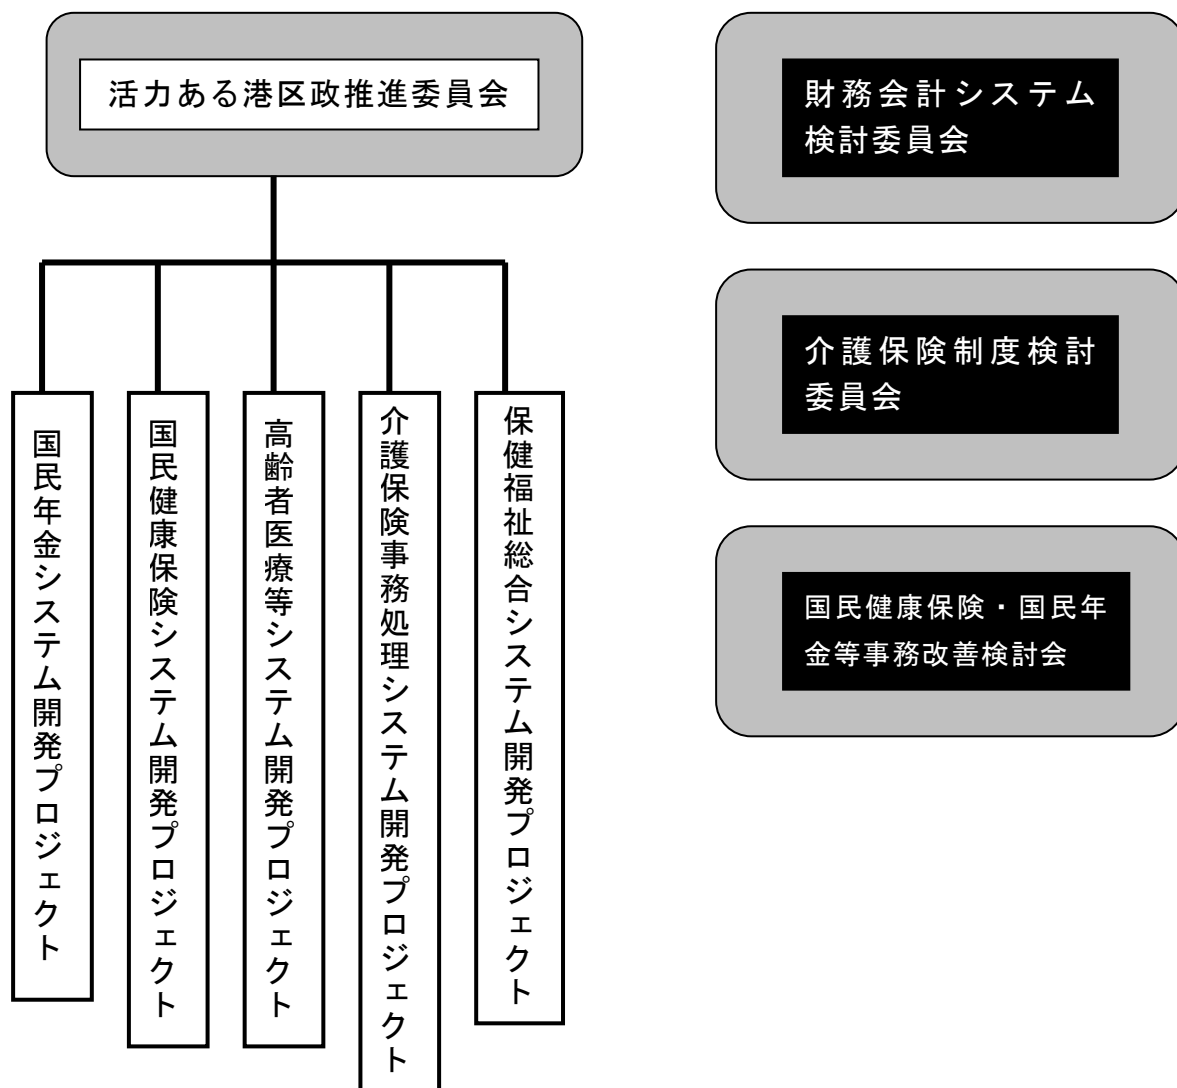 活力ある港区政推進委員会
財務会計システム
検討委員会
介護保険制度検討
委員会
国民健康保険・国民年
金等事務改善検討会
国民年金システム開発プロジェクト
国民健康保険システム開発プロジェクト
高齢者医療等システム開発プロジェクト
介護保険事務処理システム開発プロジェクト
保健福祉総合システム開発プロジェクト